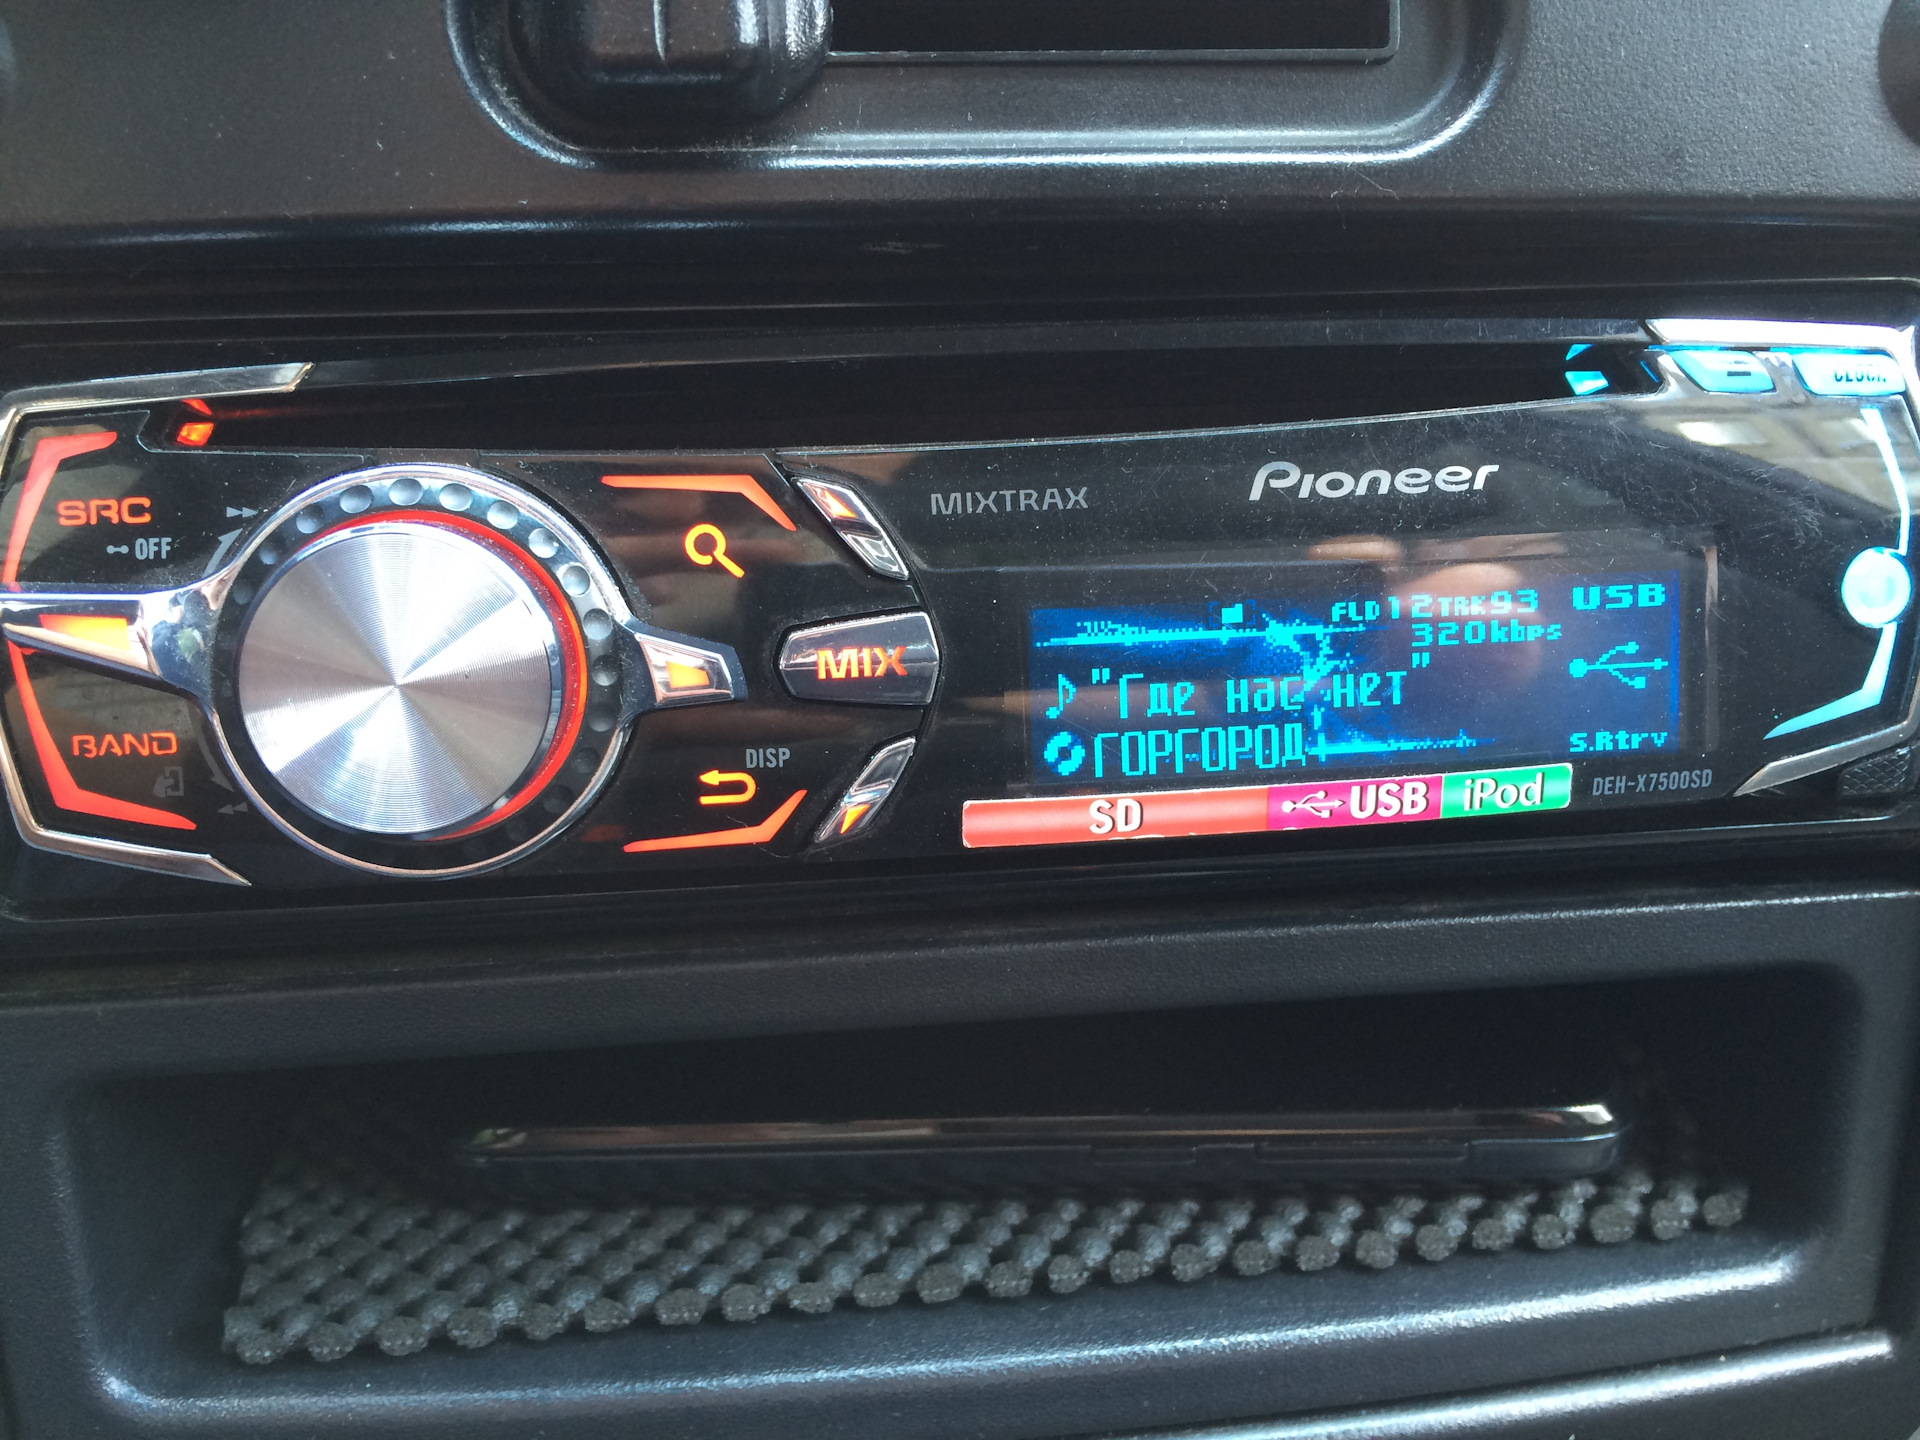 SRC
OFF
BAND
DISP
MIX
MIXTRAX
Pioneer
CLOCK
FLD 12 TRK 93 USB
320kbps
"Где нас нет"
ГОРГОРОД
S.Rtrv
DEH-X7500SD
SD USB iPod